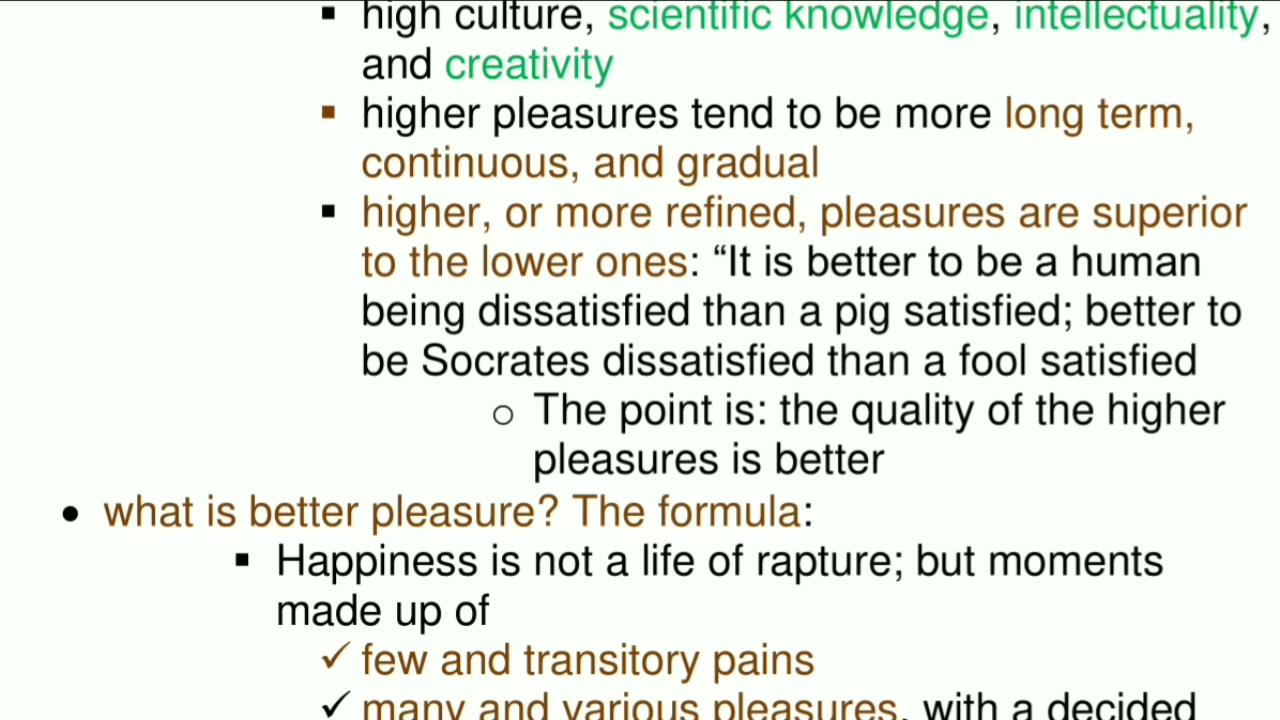 ▪ high culture, scientific knowledge, intellectuality,
and creativity
▪ higher pleasures tend to be more long term,
continuous, and gradual
▪ higher, or more refined, pleasures are superior
to the lower ones: “It is better to be a human
being dissatisfied than a pig satisfied; better to
be Socrates dissatisfied than a fool satisfied
○ The point is: the quality of the higher
pleasures is better
• what is better pleasure? The formula:
▪ Happiness is not a life of rapture; but moments
made up of
✓ few and transitory pains
✓ many and various pleasures, with a decided